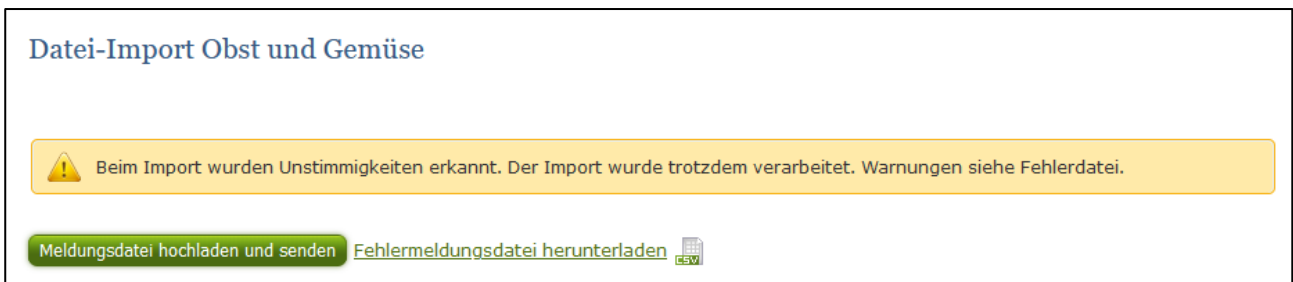 Datei-Import Obst und Gemüse
Beim Import wurden Unstimmigkeiten erkannt. Der Import wurde trotzdem verarbeitet. Warnungen siehe Fehlerdatei.
Meldungsdatei hochladen und senden Fehlermeldungsdatei herunterladen CSV